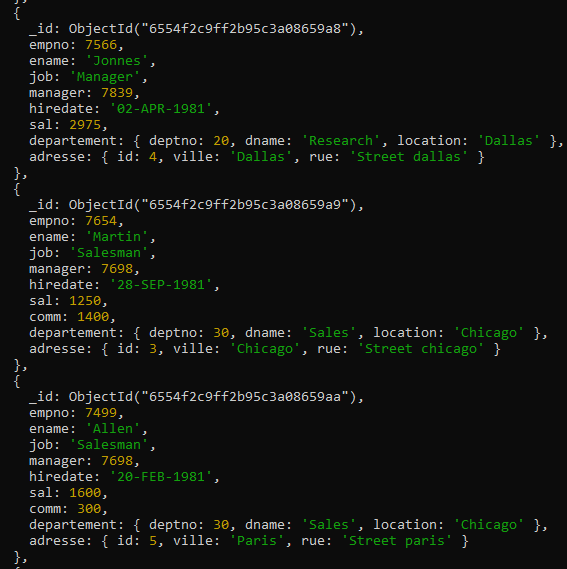 },
{
_id: ObjectId("6554f2c9ff2b95c3a08659a8"),
empno: 7566,
ename: 'Jonnes',
job: 'Manager',
manager: 7839,
hiredate: '02-APR-1981',
sal: 2975,
departement: { deptno: 20, dname: 'Research', location: 'Dallas' },
adresse: { id: 4, ville: 'Dallas', rue: 'Street dallas' }
},
{
_id: ObjectId("6554f2c9ff2b95c3a08659a9"),
empno: 7654,
ename: 'Martin',
job: 'Salesman',
manager: 7698,
hiredate: '28-SEP-1981',
sal: 1250,
comm: 1400,
departement: { deptno: 30, dname: 'Sales', location: 'Chicago' },
adresse: { id: 3, ville: 'Chicago', rue: 'Street chicago' }
},
{
_id: ObjectId("6554f2c9ff2b95c3a08659aa"),
empno: 7499,
ename: 'Allen',
job: 'Salesman',
manager: 7698,
hiredate: '20-FEB-1981',
sal: 1600,
comm: 300,
departement: { deptno: 30, dname: 'Sales', location: 'Chicago' },
adresse: { id: 5, ville: 'Paris', rue: 'Street paris' }
},
{